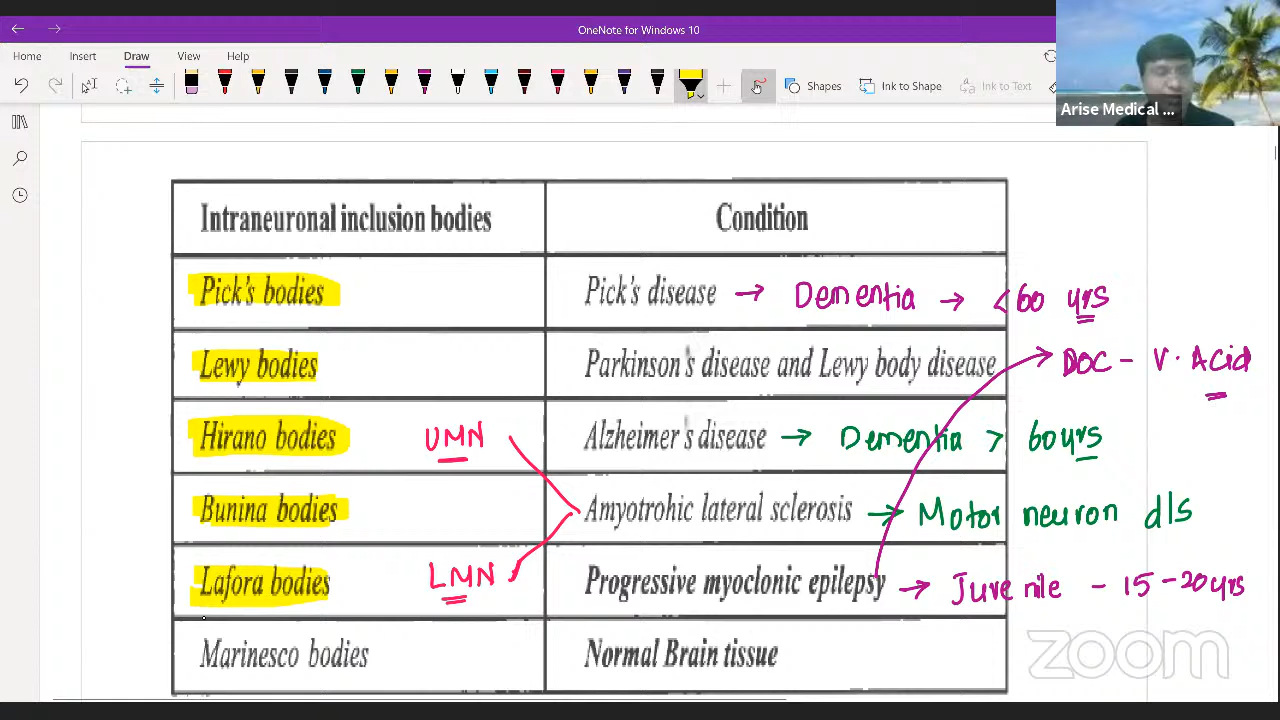 OneNote for Windows 10
Home Insert Draw View Help
Shapes Ink to Shape Ink to Text
Arise Medical ...
Intraneuronal inclusion bodies Condition
Pick's bodies Pick's disease → Dementia → <60 yrs
Lewy bodies Parkinson's disease and Lewy body disease DOC - V. Acid
Hirano bodies UMN Alzheimer's disease → Dementia > 60yrs
Bunina bodies Amyotrohic lateral sclerosis → Motor neuron d/s
Lafora bodies LMN Progressive myoclonic epilepsy → Juvenile - 15-20yrs
Marinesco bodies Normal Brain tissue
zoom